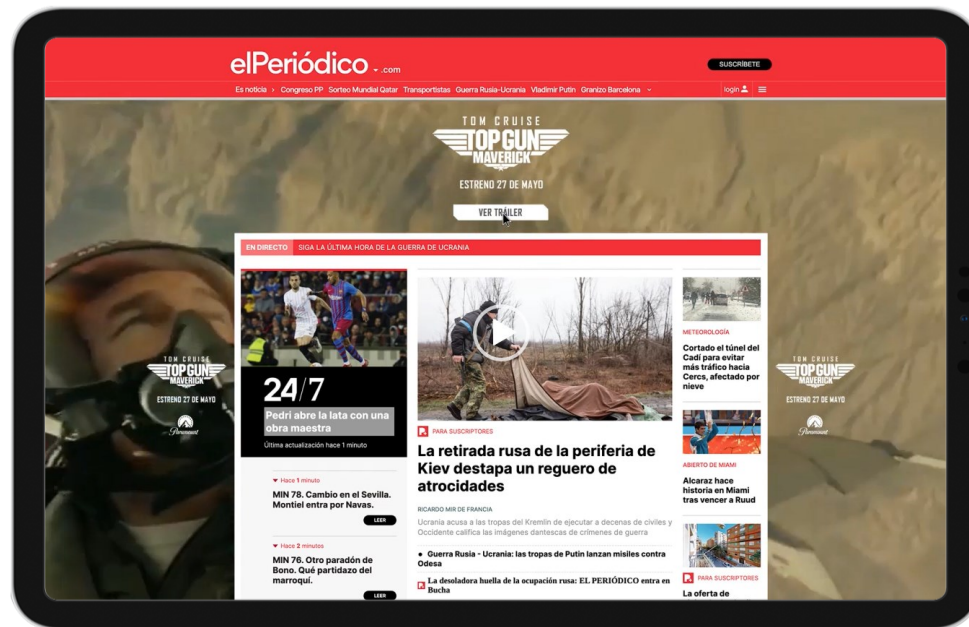 elPeriódico .com
SUSCRÍBETE
Es noticia › Congreso PP Sorteo Mundial Qatar Transportistas Guerra Rusia-Ucrania Vladimir Putin Granizo Barcelona
login
TOM CRUISE
TOP GUN
MAVERICK
ESTRENO 27 DE MAYO
VER TRÁILER
EN DIRECTO SIGA LA ÚLTIMA HORA DE LA GUERRA DE UCRANIA
24/7
Pedri abre la lata con una
obra maestra
Última actualización hace 1 minuto
Hace 1 minuto
MIN 78. Cambio en el Sevilla.
Montiel entra por Navas.
LEER
Hace 2 minutos
MIN 76. Otro paradón de
Bono. Qué partidazo del
marroquí.
LEER
PARA SUSCRIPTORES
La retirada rusa de la periferia de
Kiev destapa un reguero de
atrocidades
RICARDO MIR DE FRANCIA
Ucrania acusa a las tropas del Kremlin de ejecutar a decenas de civiles y
Occidente califica las imágenes dantescas de crímenes de guerra
• Guerra Rusia - Ucrania: las tropas de Putin lanzan misiles contra
Odesa
La desoladora huella de la ocupación rusa: EL PERIÓDICO entra en
Bucha
METEOROLOGÍA
Cortado el túnel del
Cadí para evitar
más tráfico hacia
Cercs, afectado por
nieve
ABIERTO DE MIAMI
Alcaraz hace
historia en Miami
tras vencer a Ruud
PARA SUSCRIPTORES
La oferta de
TOM CRUISE
TOP GUN
MAVERICK
ESTRENO 27 DE MAYO
Paramount
TOM CRUISE
TOP GUN
MAVERICK
ESTRENO 27 DE MAYO
Paramount